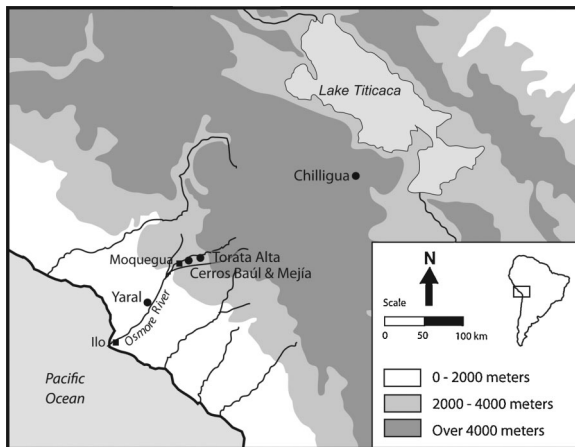 Lake Titicaca
Chilligua
Torata Alta
Moquegua
Cerros Baúl & Mejía
Yaral
Osmore River
Ilo
Pacific
Ocean
N
Scale
0 50 100 km
0 - 2000 meters
2000 - 4000 meters
Over 4000 meters